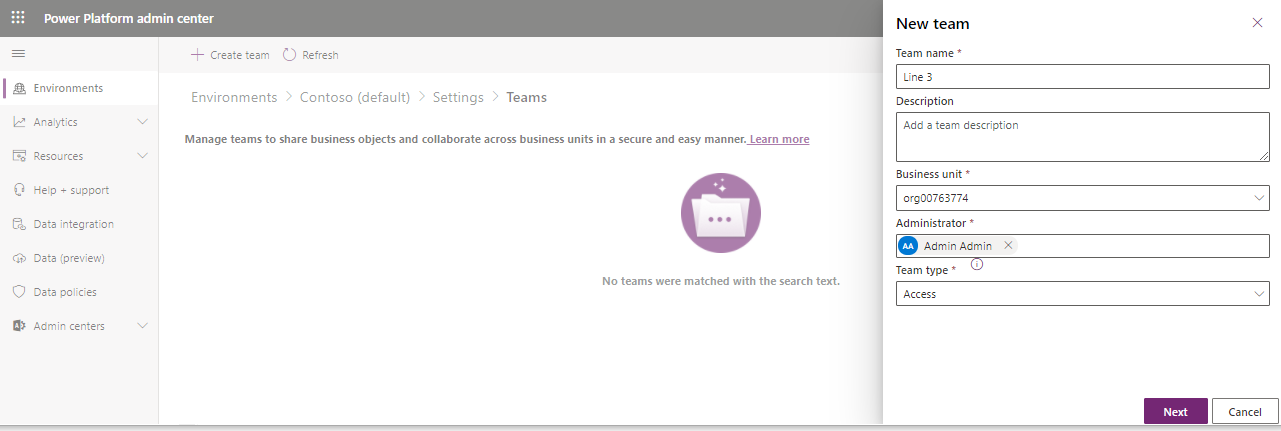 Power Platform admin center
Environments
Analytics
Resources
Help + support
Data integration
Data (preview)
Data policies
Admin centers
Create team Refresh
Environments > Contoso (default) > Settings > Teams
Manage teams to share business objects and collaborate across business units in a secure and easy manner. Learn more
No teams were matched with the search text.
New team
Team name *
Line 3
Description
Add a team description
Business unit *
org00763774
Administrator *
AA Admin Admin
Team type *
Access
Next Cancel